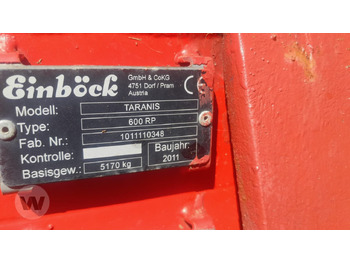 Einböck
GmbH & CoKG
4751 Dorf / Pram
Austria
Modell: TARANIS
Type: 600 RP
Fab. Nr.: 1011110348
Kontrolle: Baujahr:
2011
Basisgew.: 5170 kg